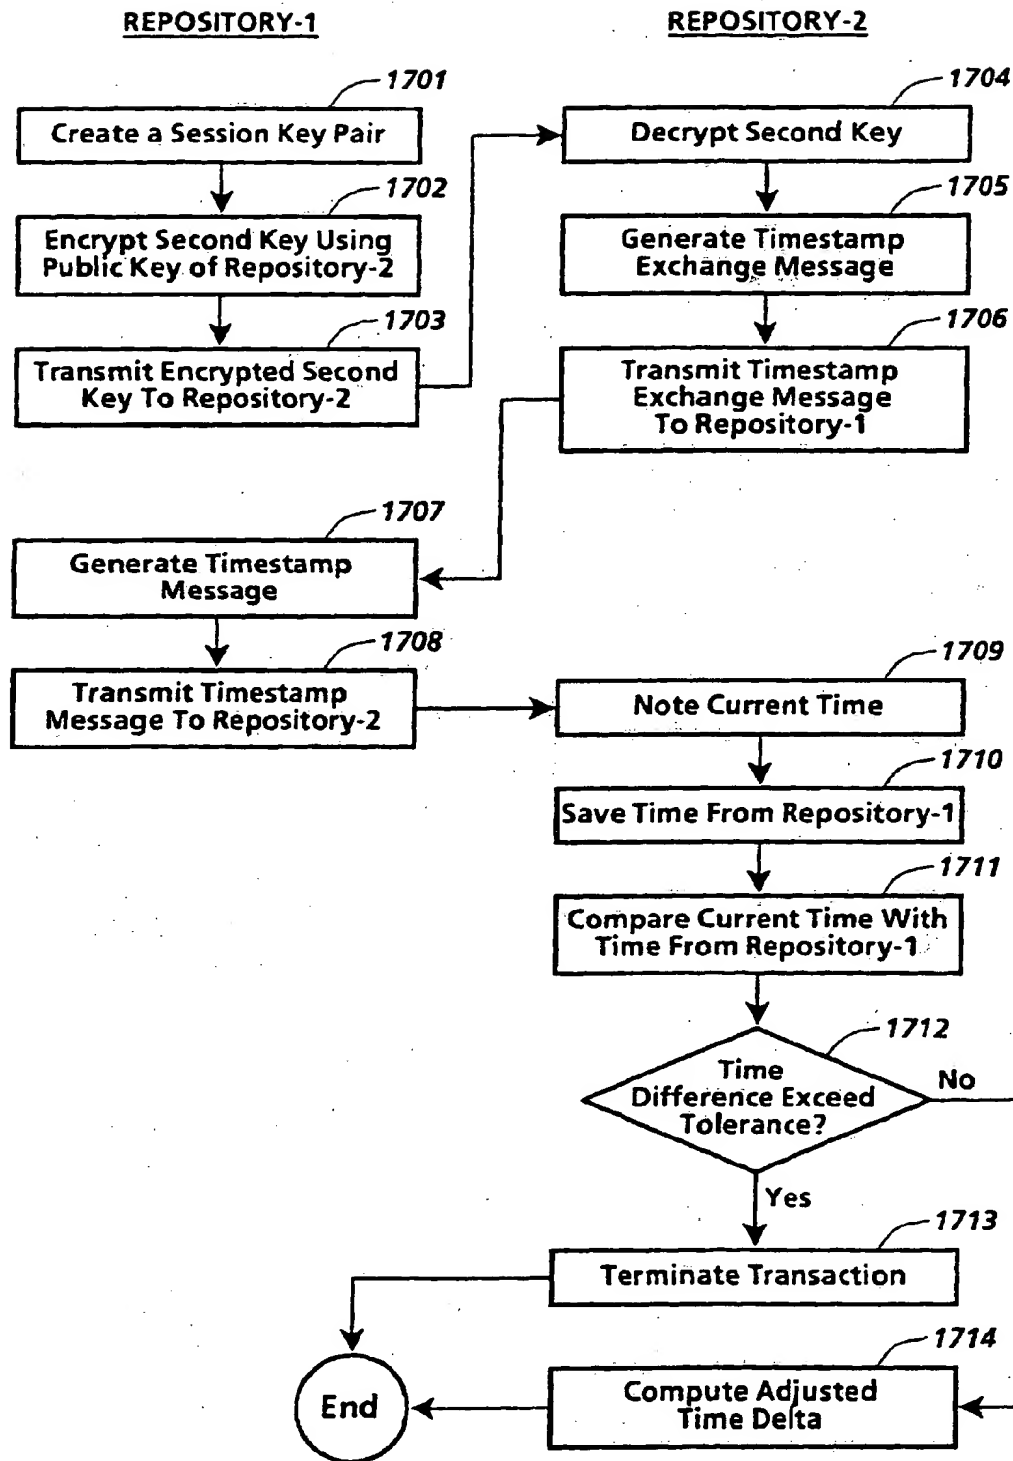 REPOSITORY-1
REPOSITORY-2
1701
Create a Session Key Pair
1702
Encrypt Second Key Using
Public Key of Repository-2
1703
Transmit Encrypted Second
Key To Repository-2
1704
Decrypt Second Key
1705
Generate Timestamp
Exchange Message
1706
Transmit Timestamp
Exchange Message
To Repository-1
1707
Generate Timestamp
Message
1708
Transmit Timestamp
Message To Repository-2
1709
Note Current Time
1710
Save Time From Repository-1
1711
Compare Current Time With
Time From Repository-1
1712
Time
Difference Exceed
Tolerance?
No
Yes
1713
Terminate Transaction
1714
Compute Adjusted
Time Delta
End